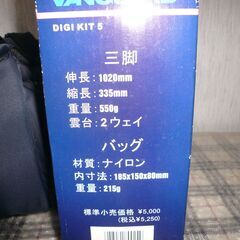 VANGUARD
DIGI KIT 5
三脚
伸長:1020mm
縮長:335mm
重量:550g
雲台:2ウェイ
バッグ
材質:ナイロン
内寸法:185x150x80mm
重量:215g
標準小売価格 ¥5,000
(税込¥5,250)